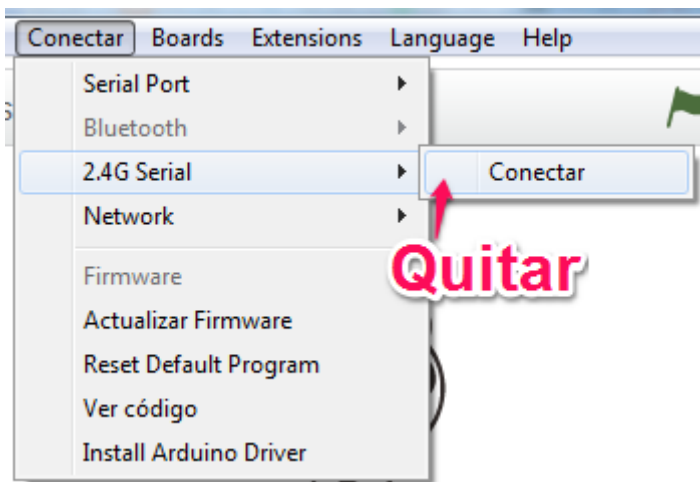 Conectar Boards Extensions Language Help
Serial Port
Bluetooth
2.4G Serial
Conectar
Network
Quitar
Firmware
Actualizar Firmware
Reset Default Program
Ver código
Install Arduino Driver